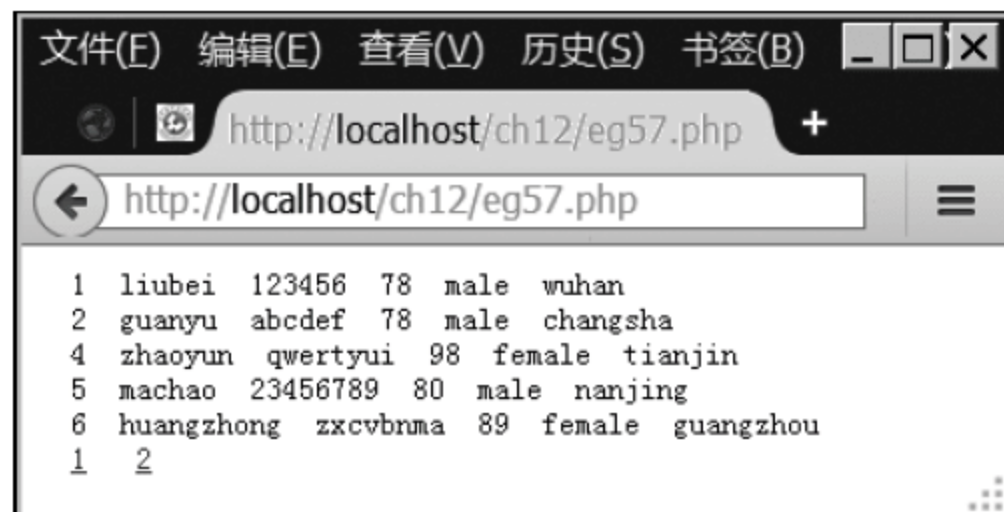 文件(F) 编辑(E) 查看(V) 历史(S) 书签(B)
http://localhost/ch12/eg57.php
http://localhost/ch12/eg57.php
1 liubei 123456 78 male wuhan
2 guanyu abcdef 78 male changsha
4 zhaoyun qwertyui 98 female tianjin
5 machao 23456789 80 male nanjing
6 huangzhong zxcvbnma 89 female guangzhou
1 2